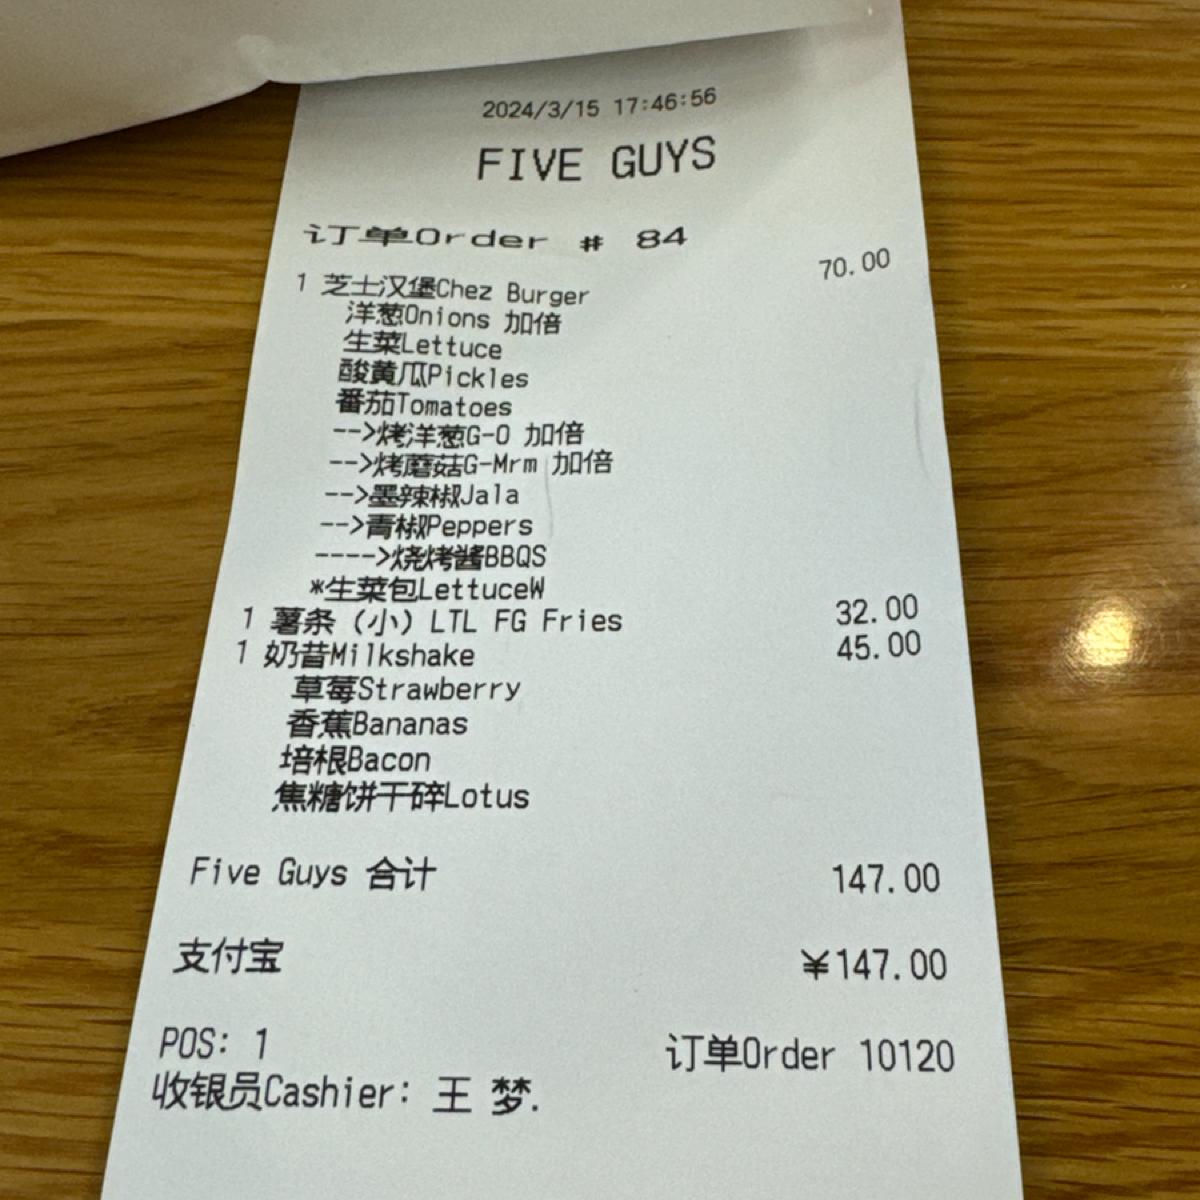 2024/3/15 17:46:56
FIVE GUYS
订单Order # 84
1 芝士汉堡Chez Burger 70.00
洋葱Onions 加倍
生菜Lettuce
酸黄瓜Pickles
番茄Tomatoes
-->烤洋葱G-O 加倍
-->烤蘑菇G-Mrm 加倍
-->墨辣椒Jala
-->青椒Peppers
---->烧烤酱BBQS
*生菜包LettuceW
1 薯条（小）LTL FG Fries 32.00
1 奶昔Milkshake 45.00
草莓Strawberry
香蕉Bananas
培根Bacon
焦糖饼干碎Lotus
Five Guys 合计 147.00
支付宝 ¥147.00
POS: 1 订单Order 10120
收银员Cashier: 王 梦.